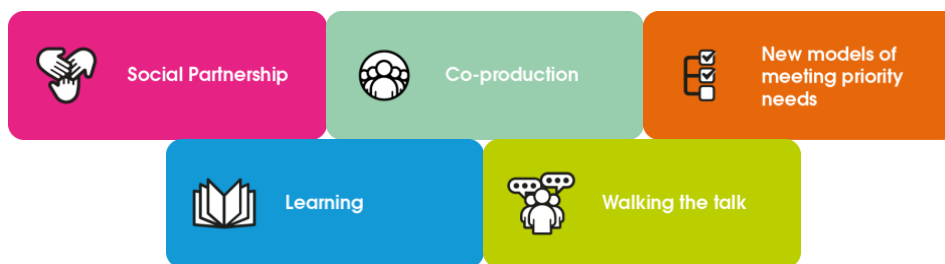 Social Partnership
Co-production
New models of
meeting priority
needs
Learning
Walking the talk